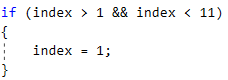 if (index > 1 && index < 11)
{
    index = 1;
}